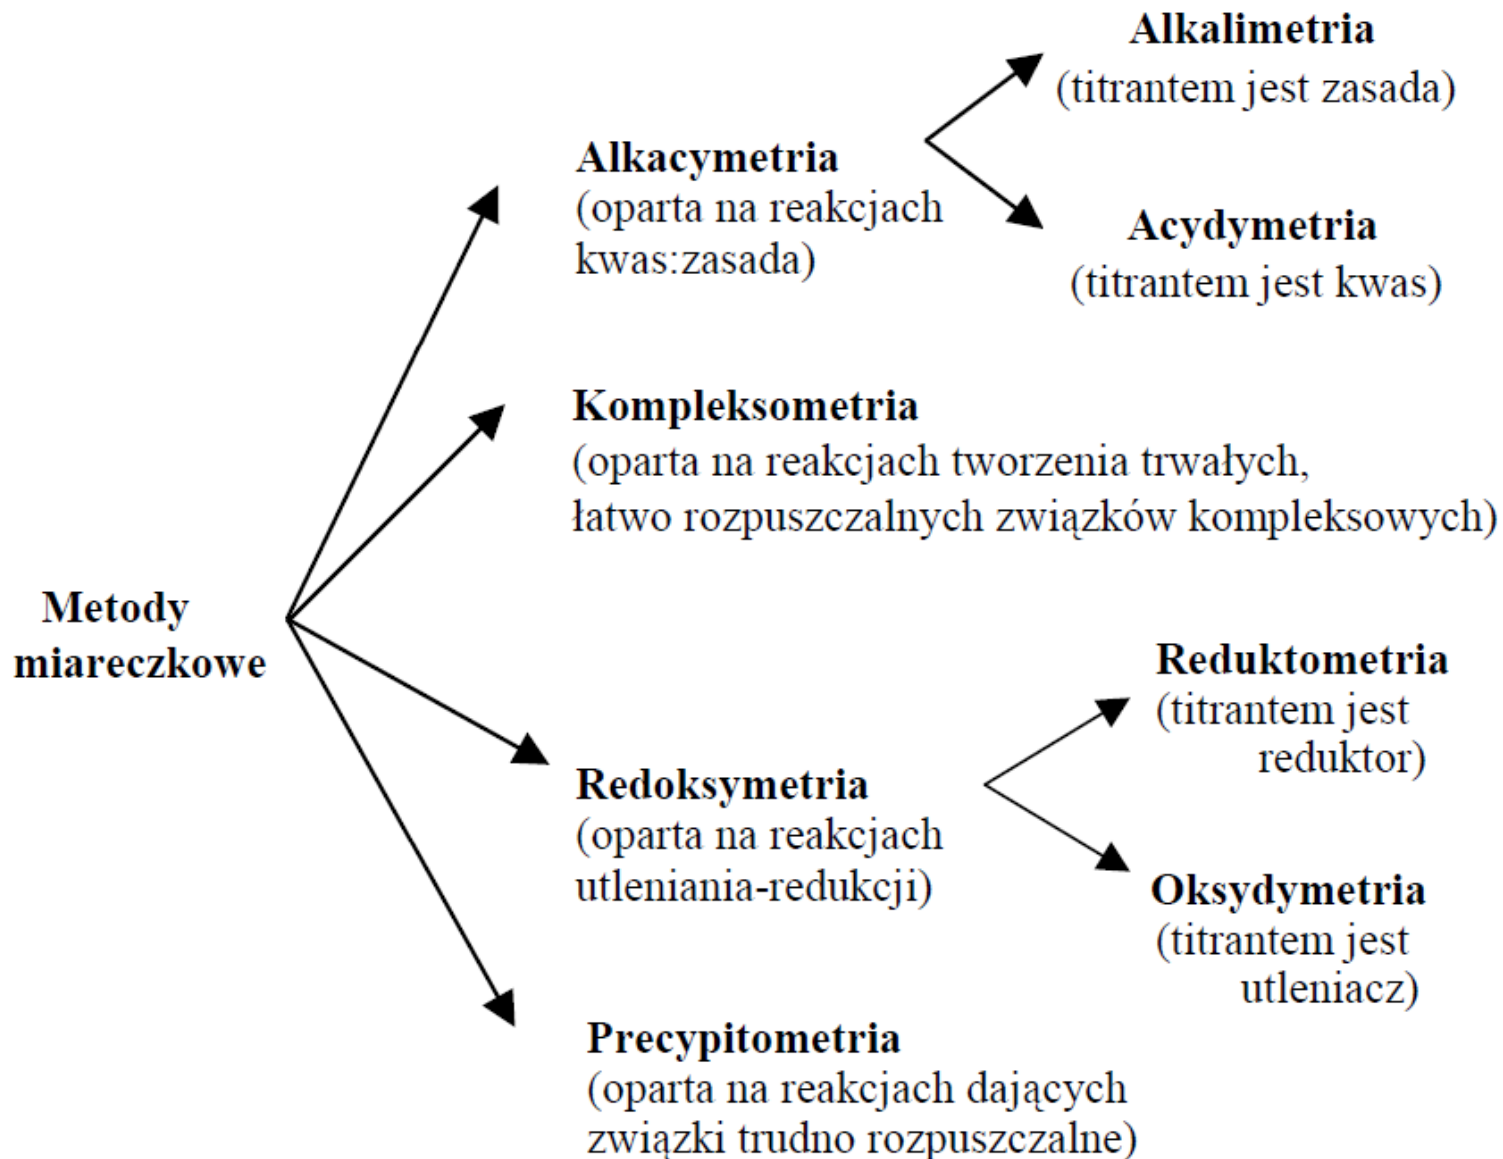 Metody
miareczkowe
Alkacymetria
(oparta na reakcjach
kwas:zasada)
Alkalimetria
(titrantem jest zasada)
Acydymetria
(titrantem jest kwas)
Kompleksometria
(oparta na reakcjach tworzenia trwałych,
łatwo rozpuszczalnych związków kompleksowych)
Redoksymetria
(oparta na reakcjach
utleniania-redukcji)
Reduktometria
(titrantem jest
reduktor)
Oksydymetria
(titrantem jest
utleniacz)
Precypitometria
(oparta na reakcjach dających
związki trudno rozpuszczalne)